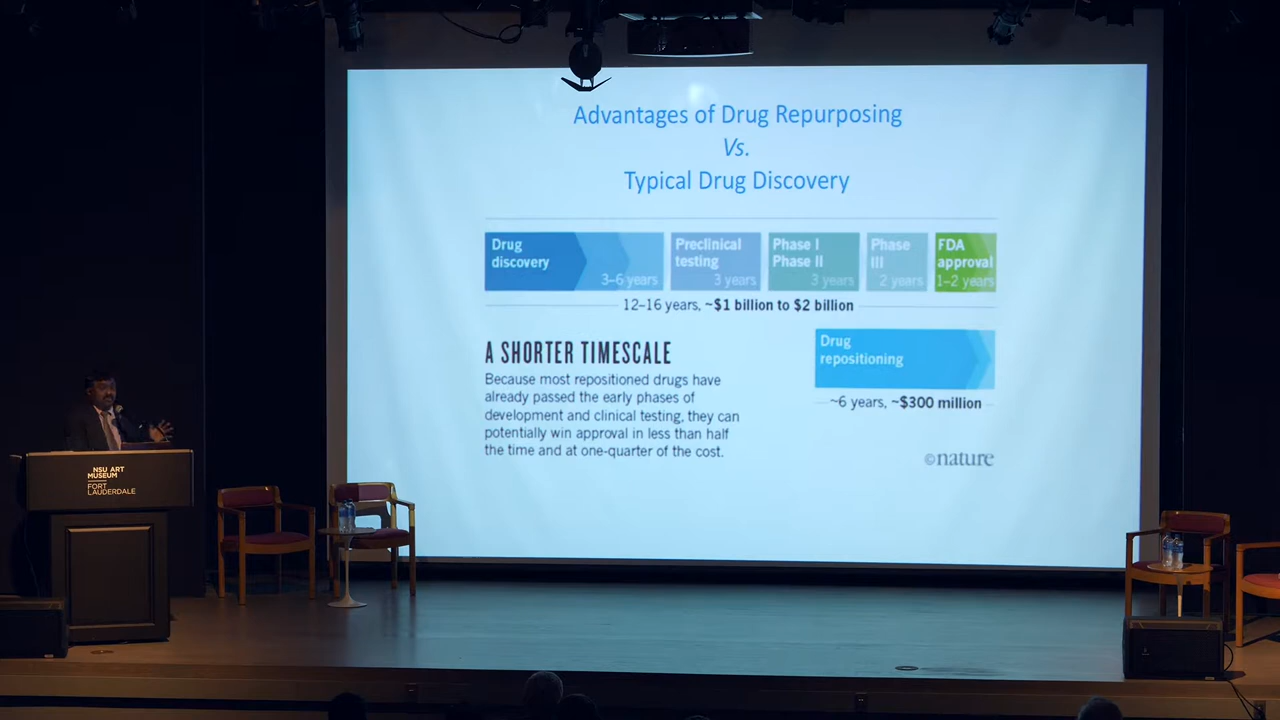 Advantages of Drug Repurposing
Vs.
Typical Drug Discovery
Drug
discovery
3–6 years
Preclinical
testing
3 years
Phase I
Phase II
3 years
Phase
III
2 years
FDA
approval
1–2 years
12–16 years, ~$1 billion to $2 billion
A SHORTER TIMESCALE
Because most repositioned drugs have
already passed the early phases of
development and clinical testing, they can
potentially win approval in less than half
the time and at one-quarter of the cost.
Drug
repositioning
~6 years, ~$300 million
©nature
NSU ART
MUSEUM
FORT
LAUDERDALE